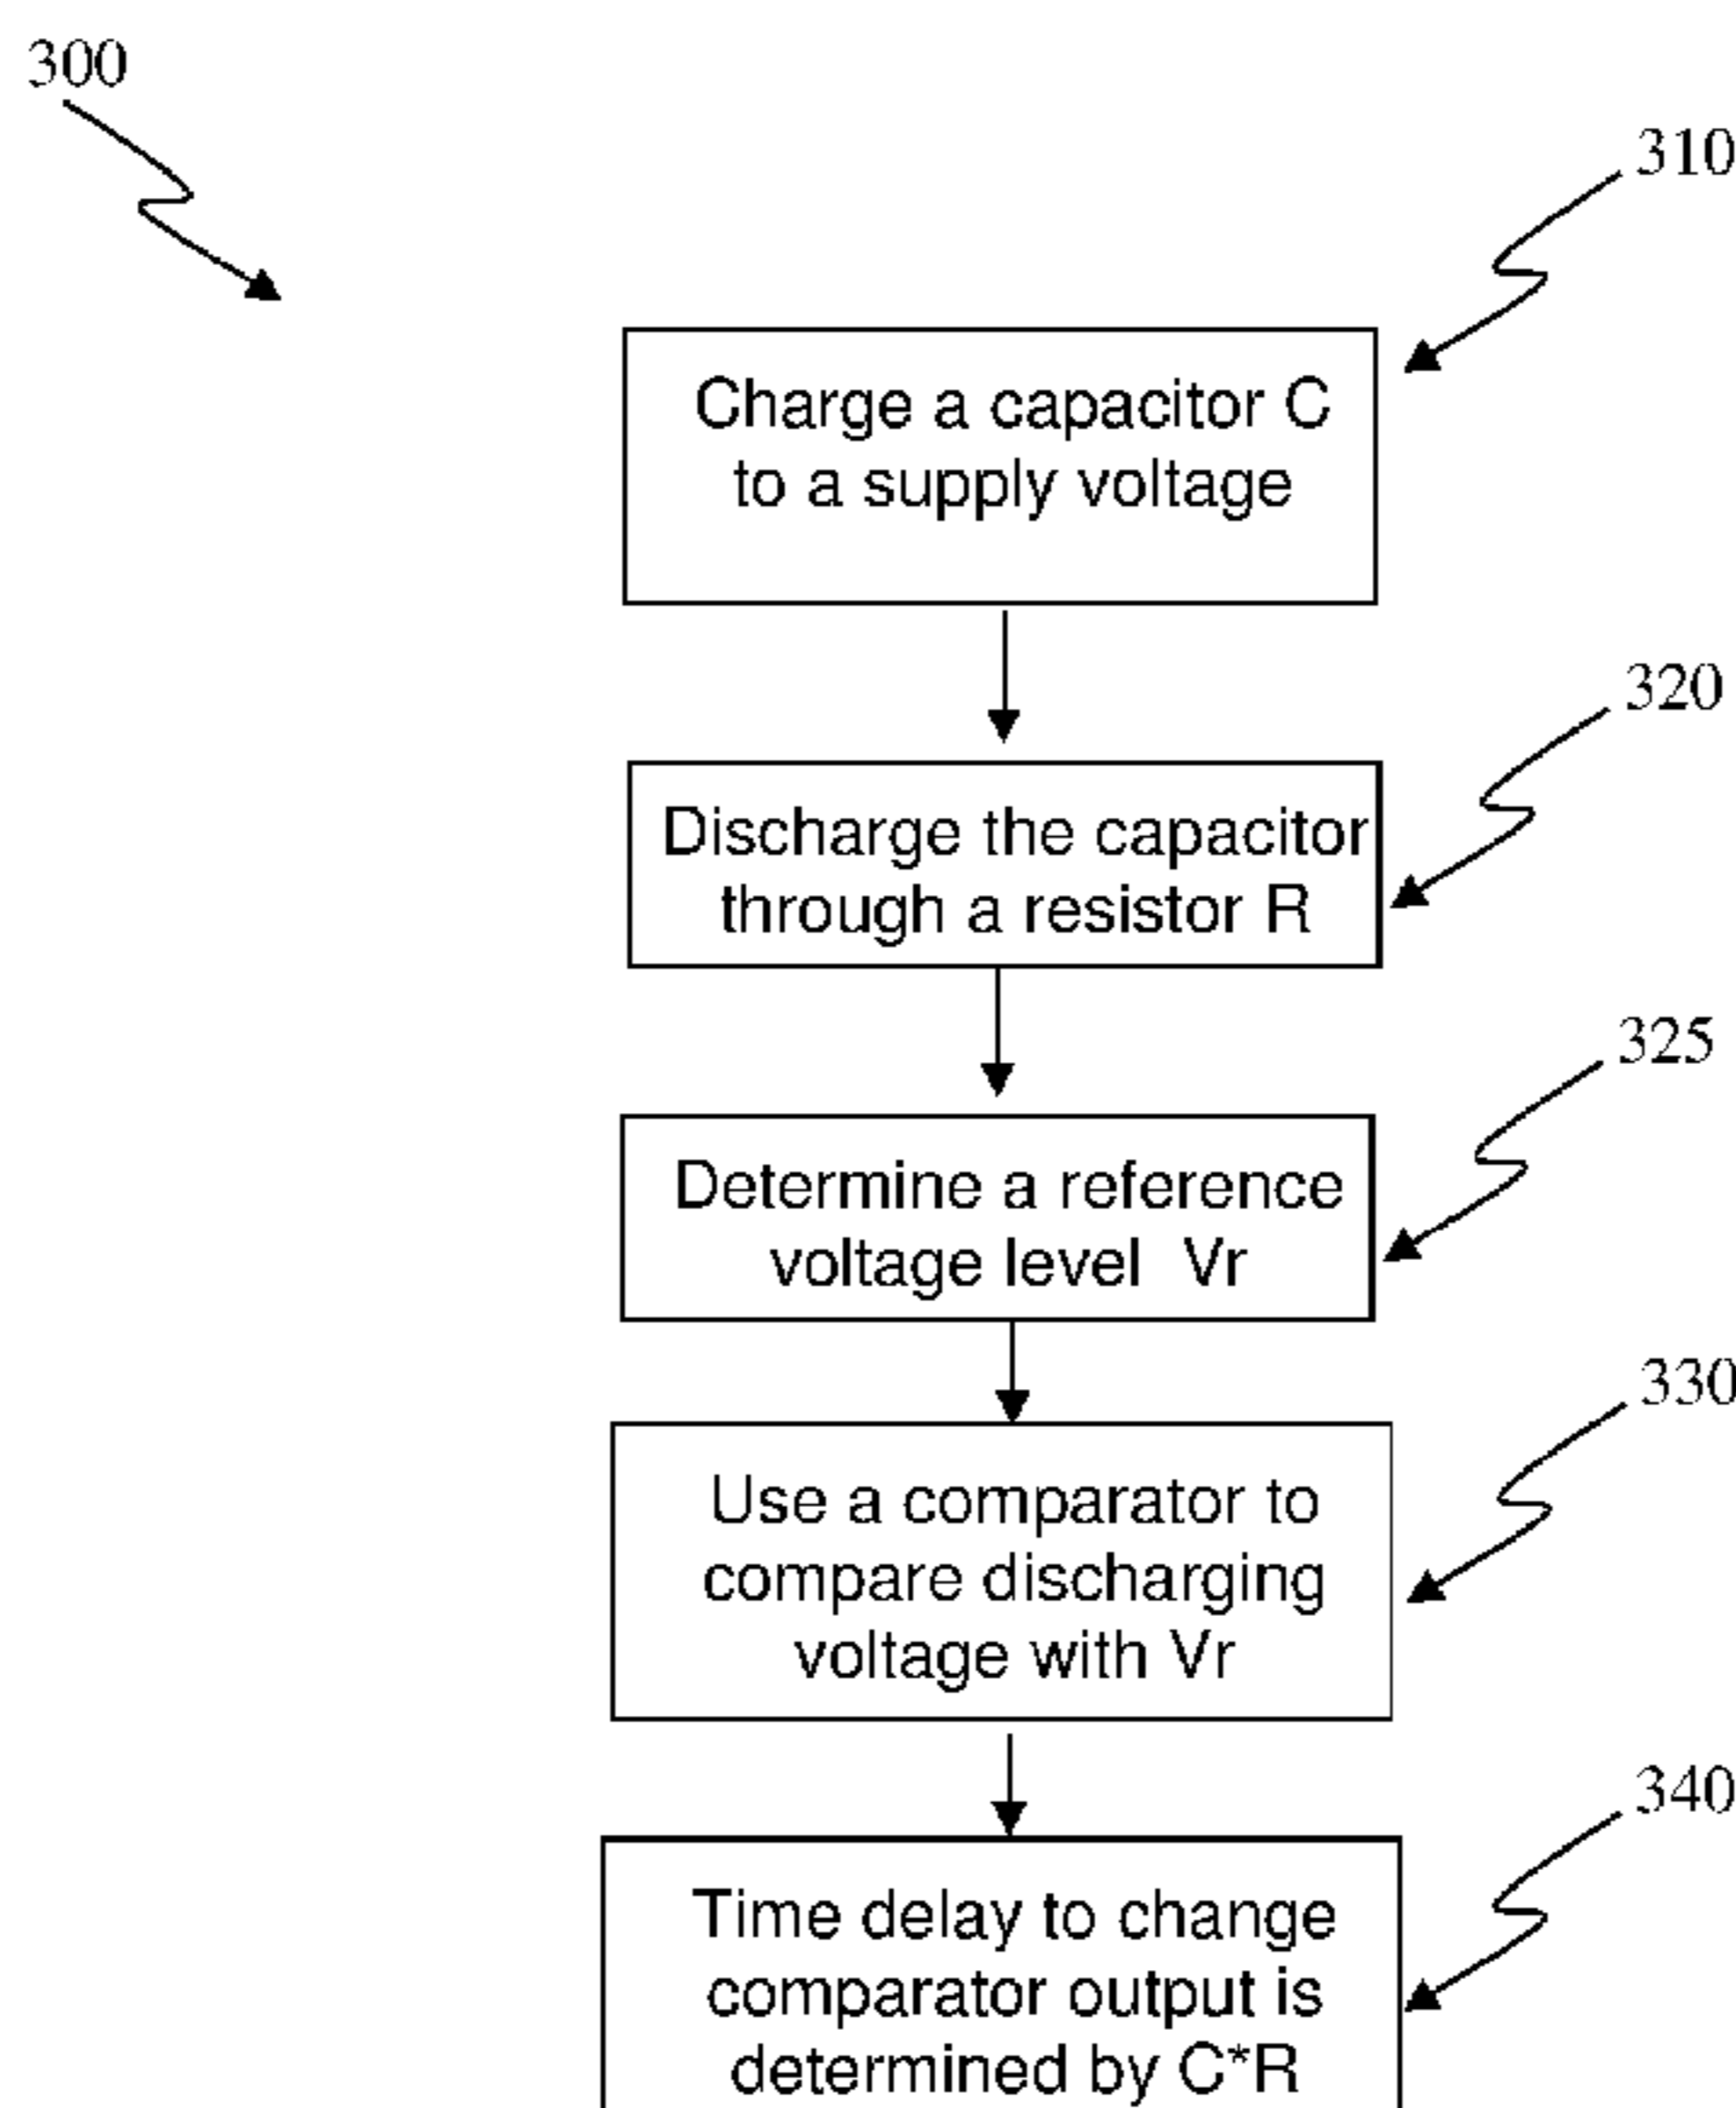 300
310
Charge a capacitor C
to a supply voltage
320
Discharge the capacitor
through a resistor R
325
Determine a reference
voltage level Vr
330
Use a comparator to
compare discharging
voltage with Vr
340
Time delay to change
comparator output is
determined by C*R